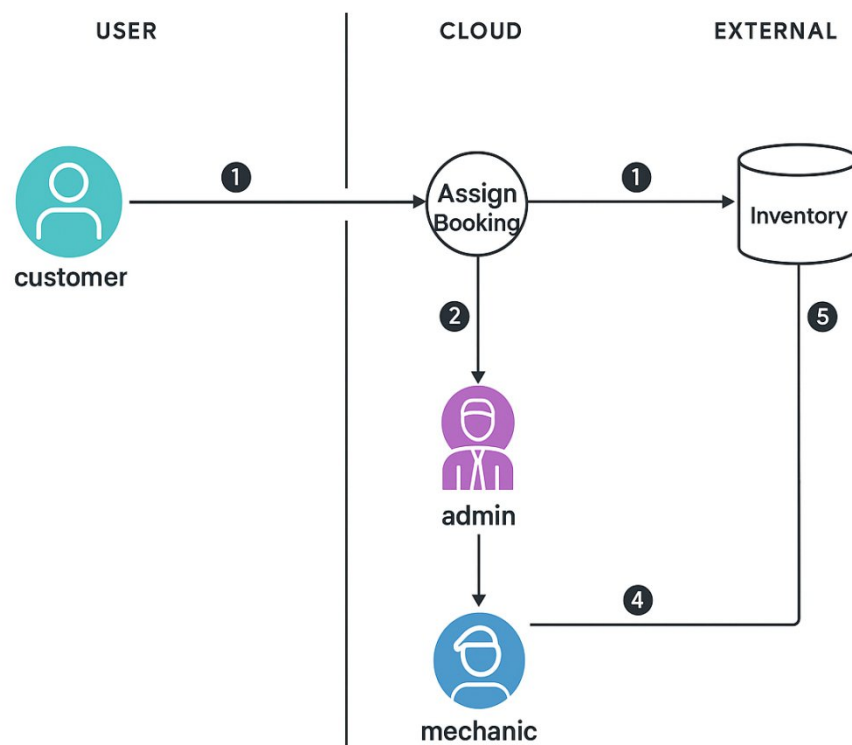 USER
CLOUD
EXTERNAL
1
1
Assign
Booking
Inventory
customer
2
5
admin
4
mechanic